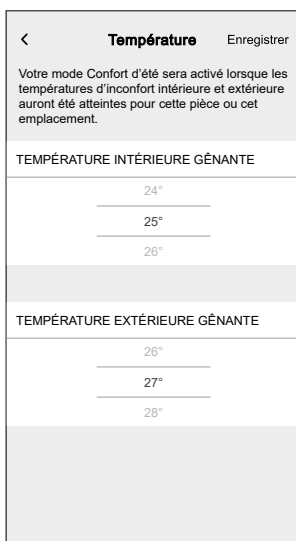 Température Enregistrer
Votre mode Confort d'été sera activé lorsque les
températures d'inconfort intérieure et extérieure
auront été atteintes pour cette pièce ou cet
emplacement.
TEMPÉRATURE INTÉRIEURE GÊNANTE
24°
25°
26°
TEMPÉRATURE EXTÉRIEURE GÊNANTE
26°
27°
28°